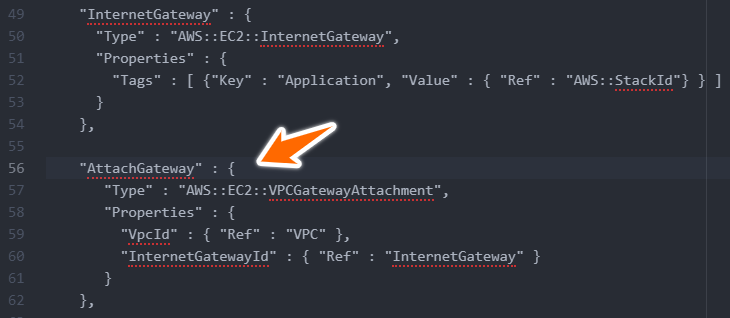 49 "InternetGateway" : {
50 "Type" : "AWS::EC2::InternetGateway",
51 "Properties" : {
52 "Tags" : [ {"Key" : "Application", "Value" : { "Ref" : "AWS::StackId"} } ]
53 }
54 },
55
56 "AttachGateway" : {
57 "Type" : "AWS::EC2::VPCGatewayAttachment",
58 "Properties" : {
59 "VpcId" : { "Ref" : "VPC" },
60 "InternetGatewayId" : { "Ref" : "InternetGateway" }
61 }
62 },